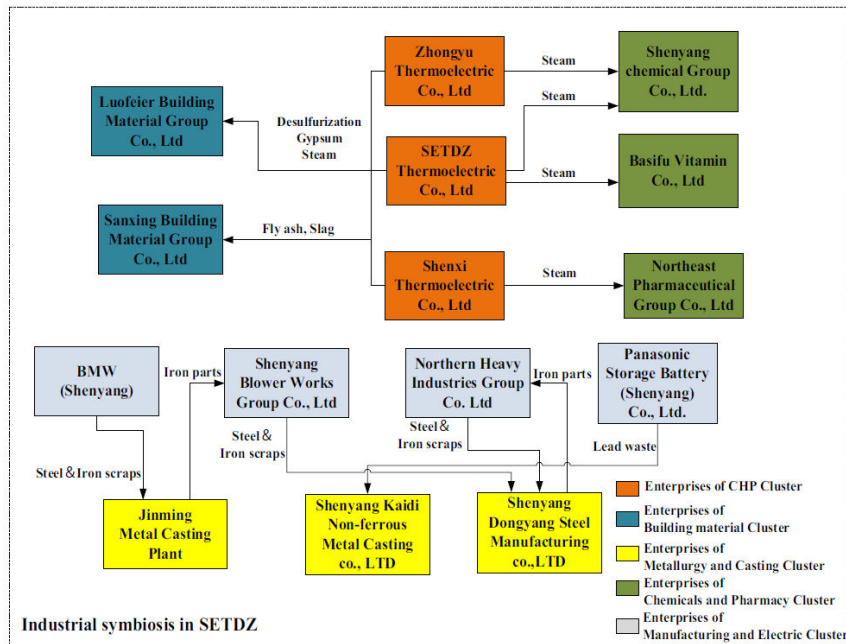 Zhongyu
Thermoelectric
Co., Ltd
Steam
Shenyang
chemical Group
Co., Ltd.
Steam
Luofeier Building
Material Group
Co., Ltd
Desulfurization
Gypsum
Steam
SETDZ
Thermoelectric
Co., Ltd
Steam
Basifu Vitamin
Co., Ltd
Sanxing Building
Material Group
Co., Ltd
Fly ash, Slag
Shenxi
Thermoelectric
Co., Ltd
Steam
Northeast
Pharmaceutical
Group Co., Ltd
BMW
(Shenyang)
Iron parts
Shenyang
Blower Works
Group Co., Ltd
Northern Heavy
Industries Group
Co. Ltd
Iron parts
Panasonic
Storage Battery
(Shenyang)
Co., Ltd.
Steel & Iron scraps
Steel &
Iron scraps
Steel &
Iron scraps
Lead waste
Jinming
Metal Casting
Plant
Shenyang Kaidi
Non-ferrous
Metal Casting
co., LTD
Shenyang
Dongyang Steel
Manufacturing
co.,LTD
Enterprises of CHP Cluster
Enterprises of
Building material Cluster
Enterprises of
Metallurgy and Casting Cluster
Enterprises of
Chemicals and Pharmacy Cluster
Enterprises of
Manufacturing and Electric Cluster
Industrial symbiosis in SETDZ